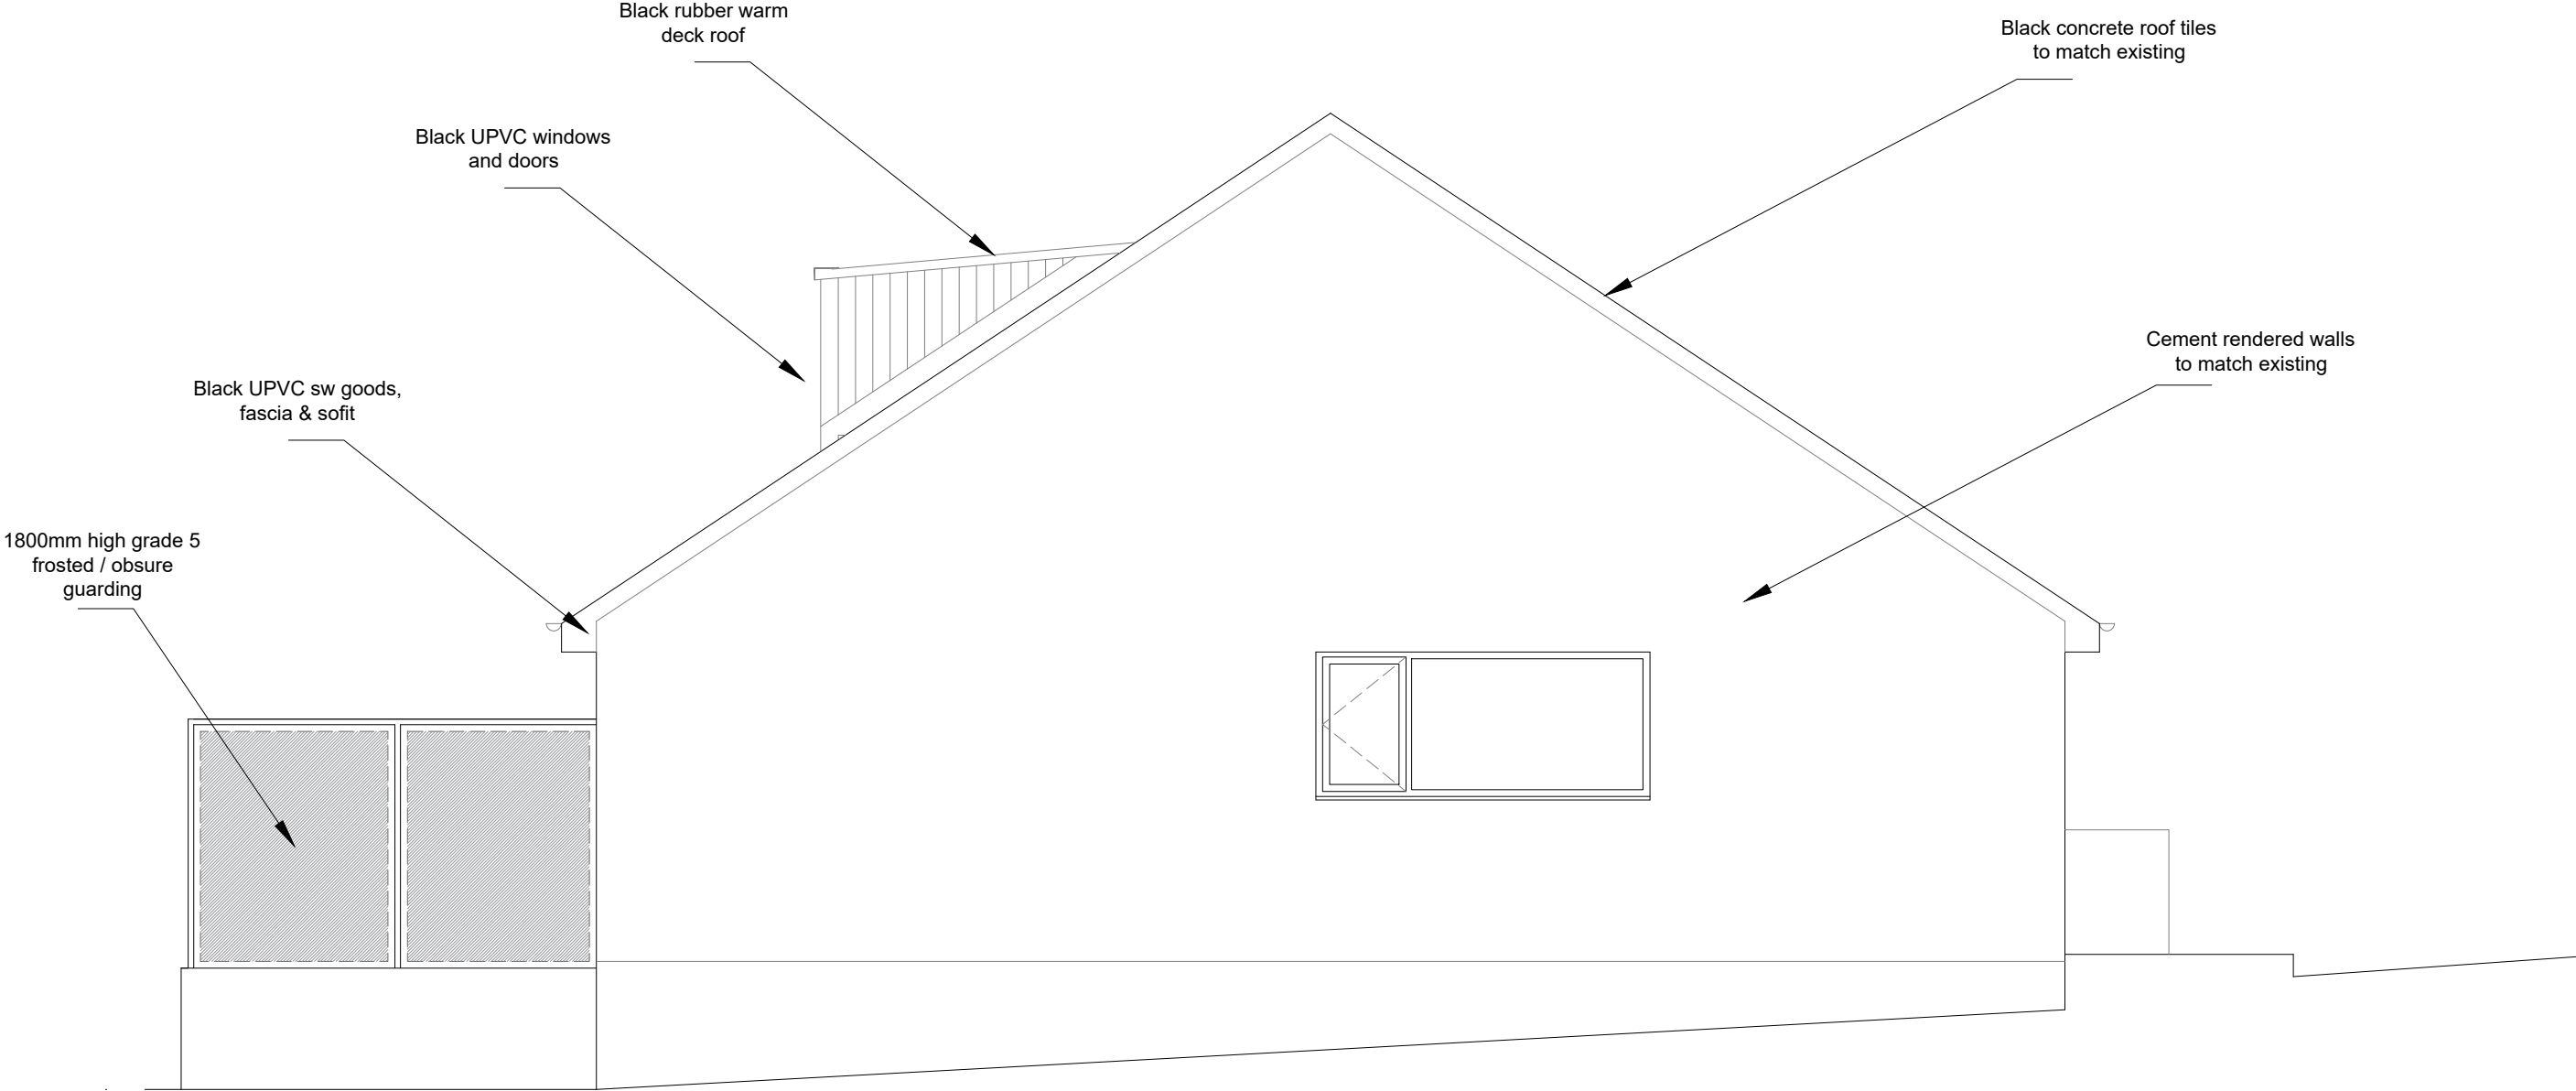 Black rubber warm
deck roof
Black concrete roof tiles
to match existing
Black UPVC windows
and doors
Cement rendered walls
to match existing
Black UPVC sw goods,
fascia & sofit
1800mm high grade 5
frosted / obsure
guarding